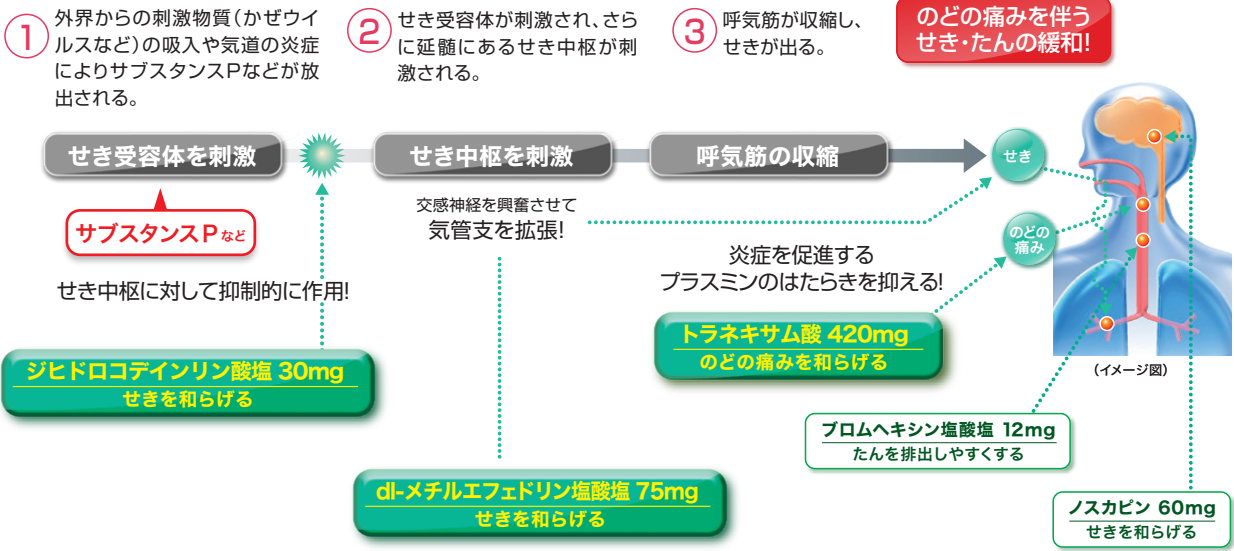 1
外界からの刺激物質(かぜウイ
ルスなど)の吸入や気道の炎症
によりサブスタンスPなどが放
出される。
2
せき受容体が刺激され、さら
に延髄にあるせき中枢が刺
激される。
3
呼気筋が収縮し、
せきが出る。
のどの痛みを伴う
せき・たんの緩和!
せき受容体を刺激
せき中枢を刺激
呼気筋の収縮
せき
サブスタンスPなど
交感神経を興奮させて
気管支を拡張!
のどの
痛み
炎症を促進する
プラスミンのはたらきを抑える!
せき中枢に対して抑制的に作用!
トラネキサム酸 420mg
のどの痛みを和らげる
ジヒドロコデインリン酸塩 30mg
せきを和らげる
(イメージ図)
ブロムヘキシン塩酸塩 12mg
たんを排出しやすくする
dl-メチルエフェドリン塩酸塩 75mg
せきを和らげる
ノスカピン 60mg
せきを和らげる